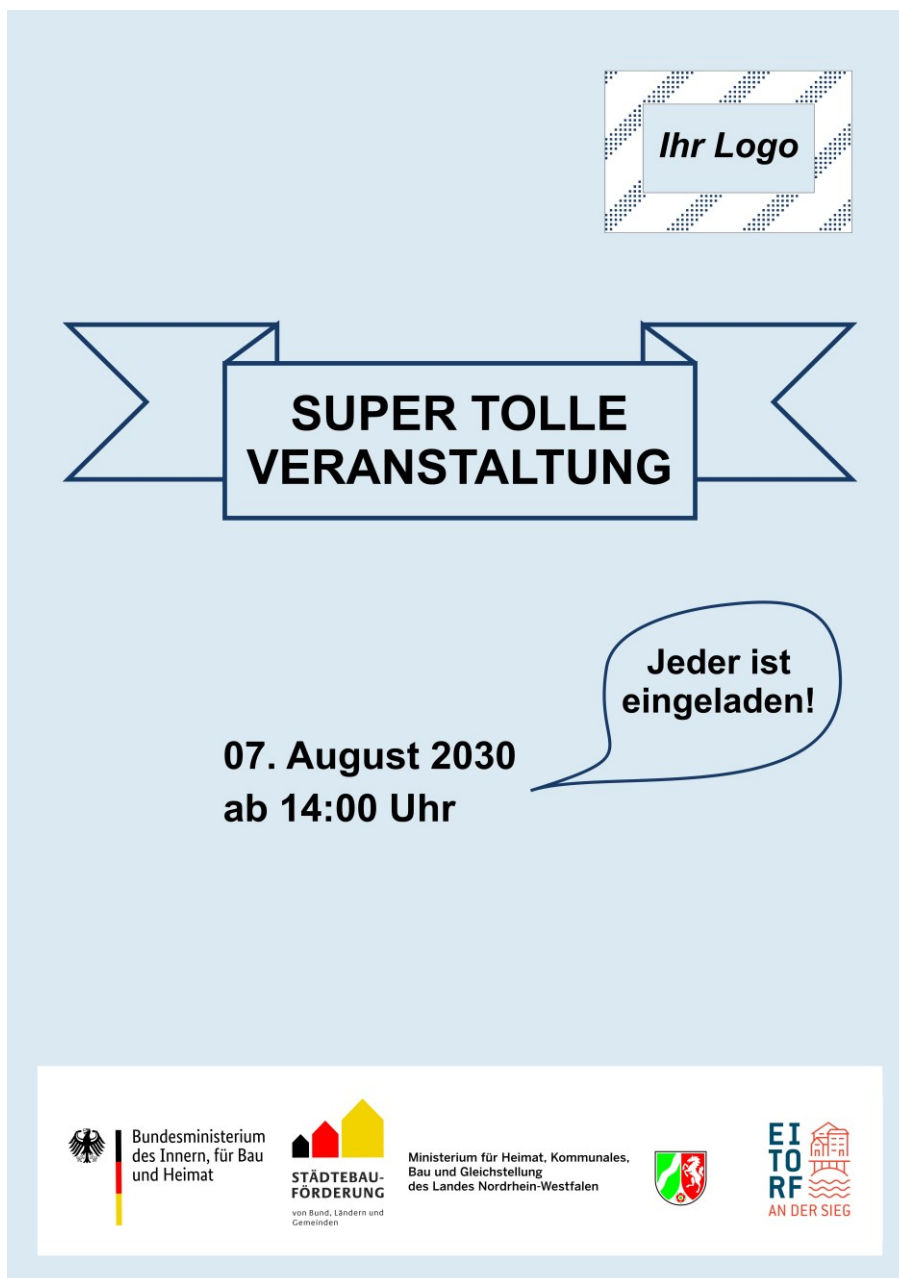 Ihr Logo
SUPER TOLLE
VERANSTALTUNG
Jeder ist
eingeladen!
07. August 2030
ab 14:00 Uhr
Bundesministerium
des Innern, für Bau
und Heimat
STÄDTEBAU-
FÖRDERUNG
von Bund, Ländern und
Gemeinden
Ministerium für Heimat, Kommunales,
Bau und Gleichstellung
des Landes Nordrhein-Westfalen
EI
TO
RF
AN DER SIEG